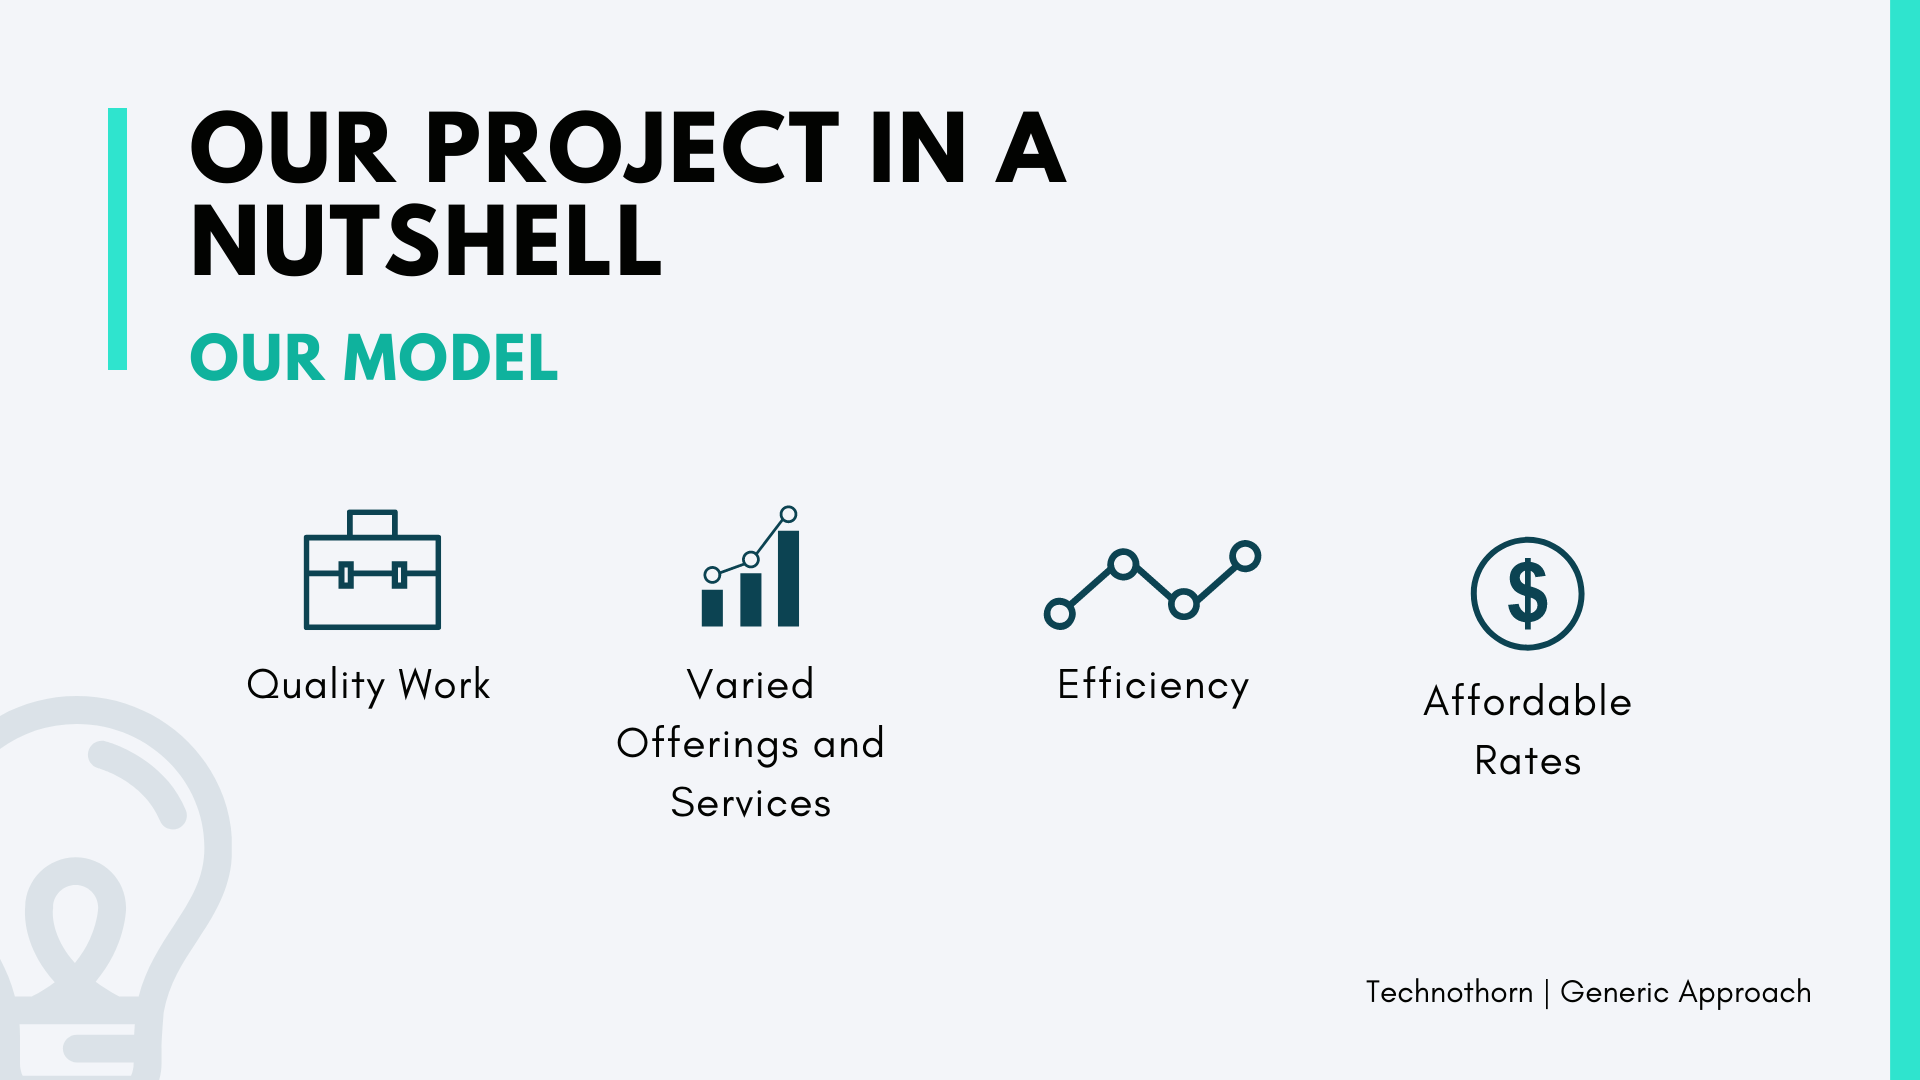 OUR PROJECT IN A
NUTSHELL
OUR MODEL
Quality Work
Varied
Offerings and
Services
Efficiency
$
Affordable
Rates
Technothorn | Generic Approach